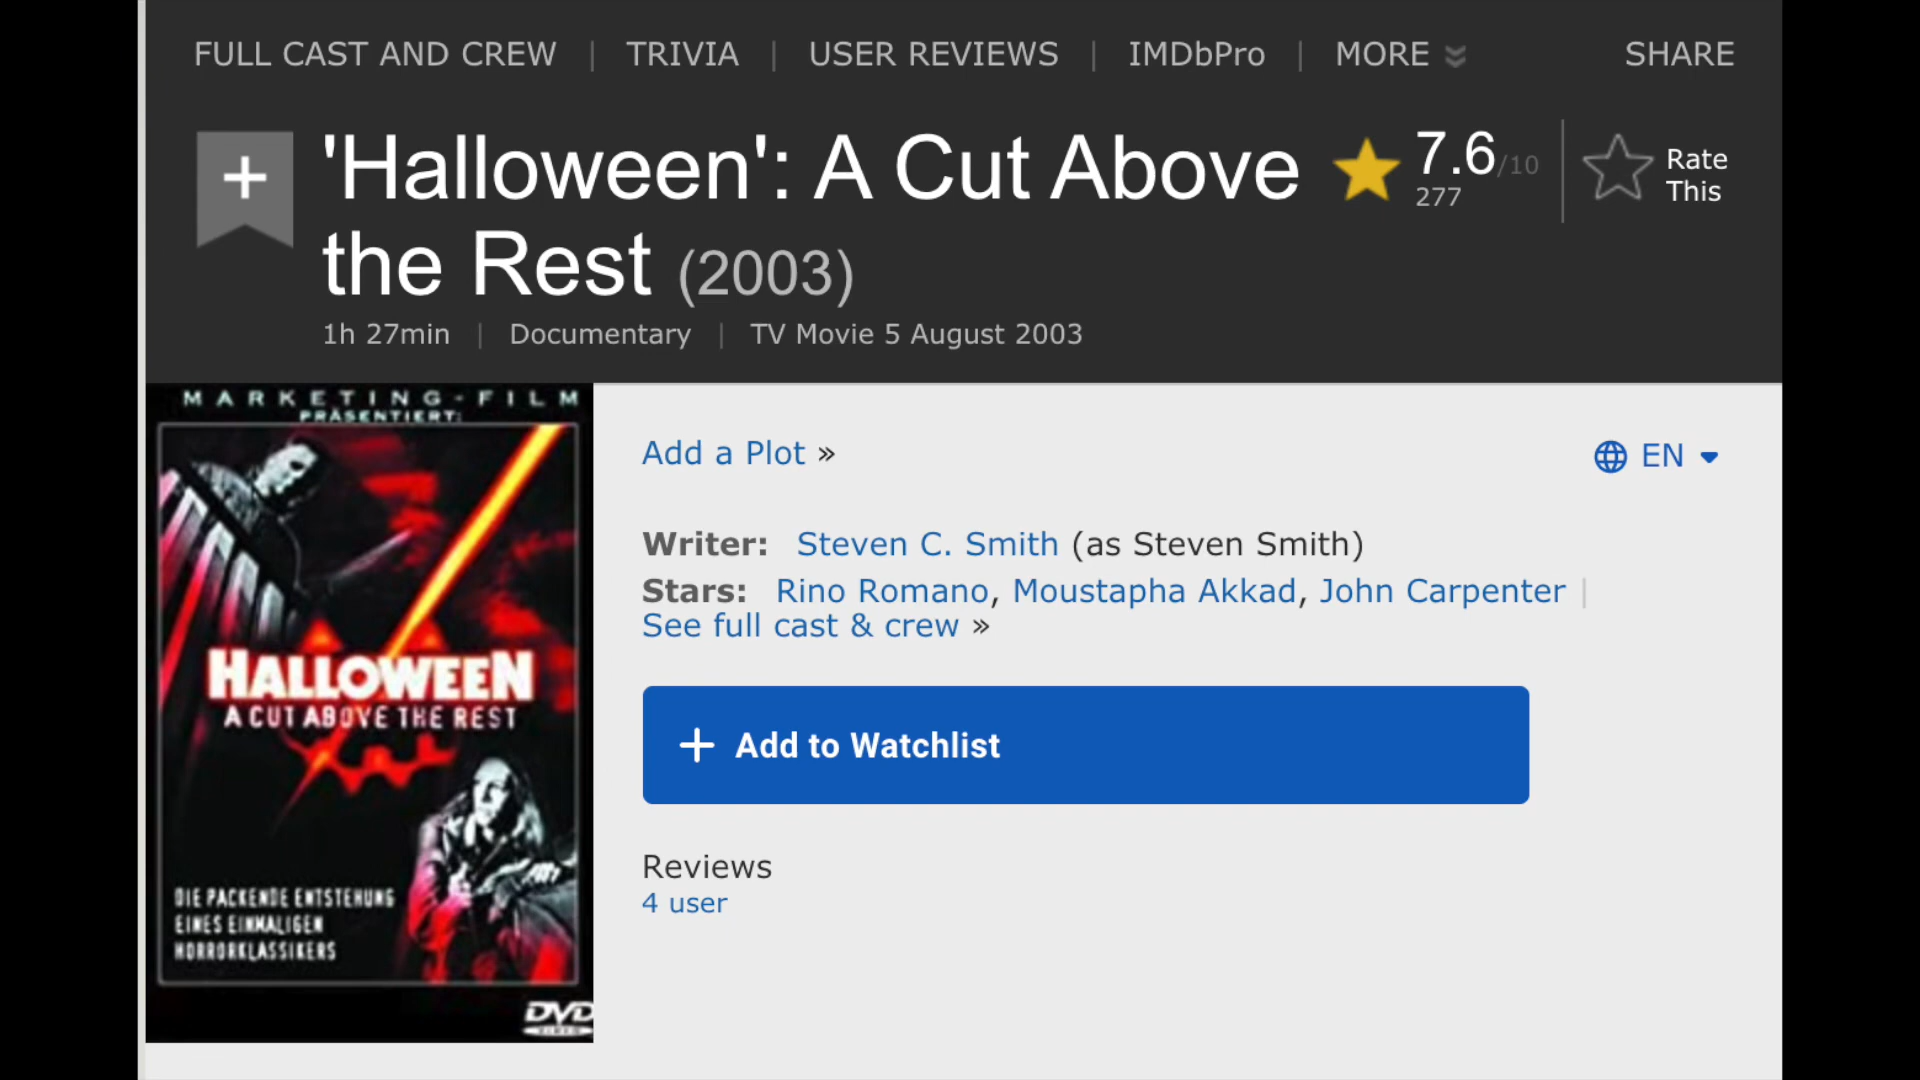 FULL CAST AND CREW | TRIVIA | USER REVIEWS | IMDbPro | MORE SHARE
'Halloween': A Cut Above
the Rest (2003)
7.6/10
277
Rate
This
1h 27min | Documentary | TV Movie 5 August 2003
MARKETING-FILM
PRÄSENTIERT:
HALLOWEEN
A CUT ABOVE THE REST
DIE PACKENDE ENTSTEHUNG
EINES EINMALIGEN
HORRORKLASSIKERS
DVD
VIDEO
Add a Plot »
EN
Writer: Steven C. Smith (as Steven Smith)
Stars: Rino Romano, Moustapha Akkad, John Carpenter |
See full cast & crew »
+ Add to Watchlist
Reviews
4 user